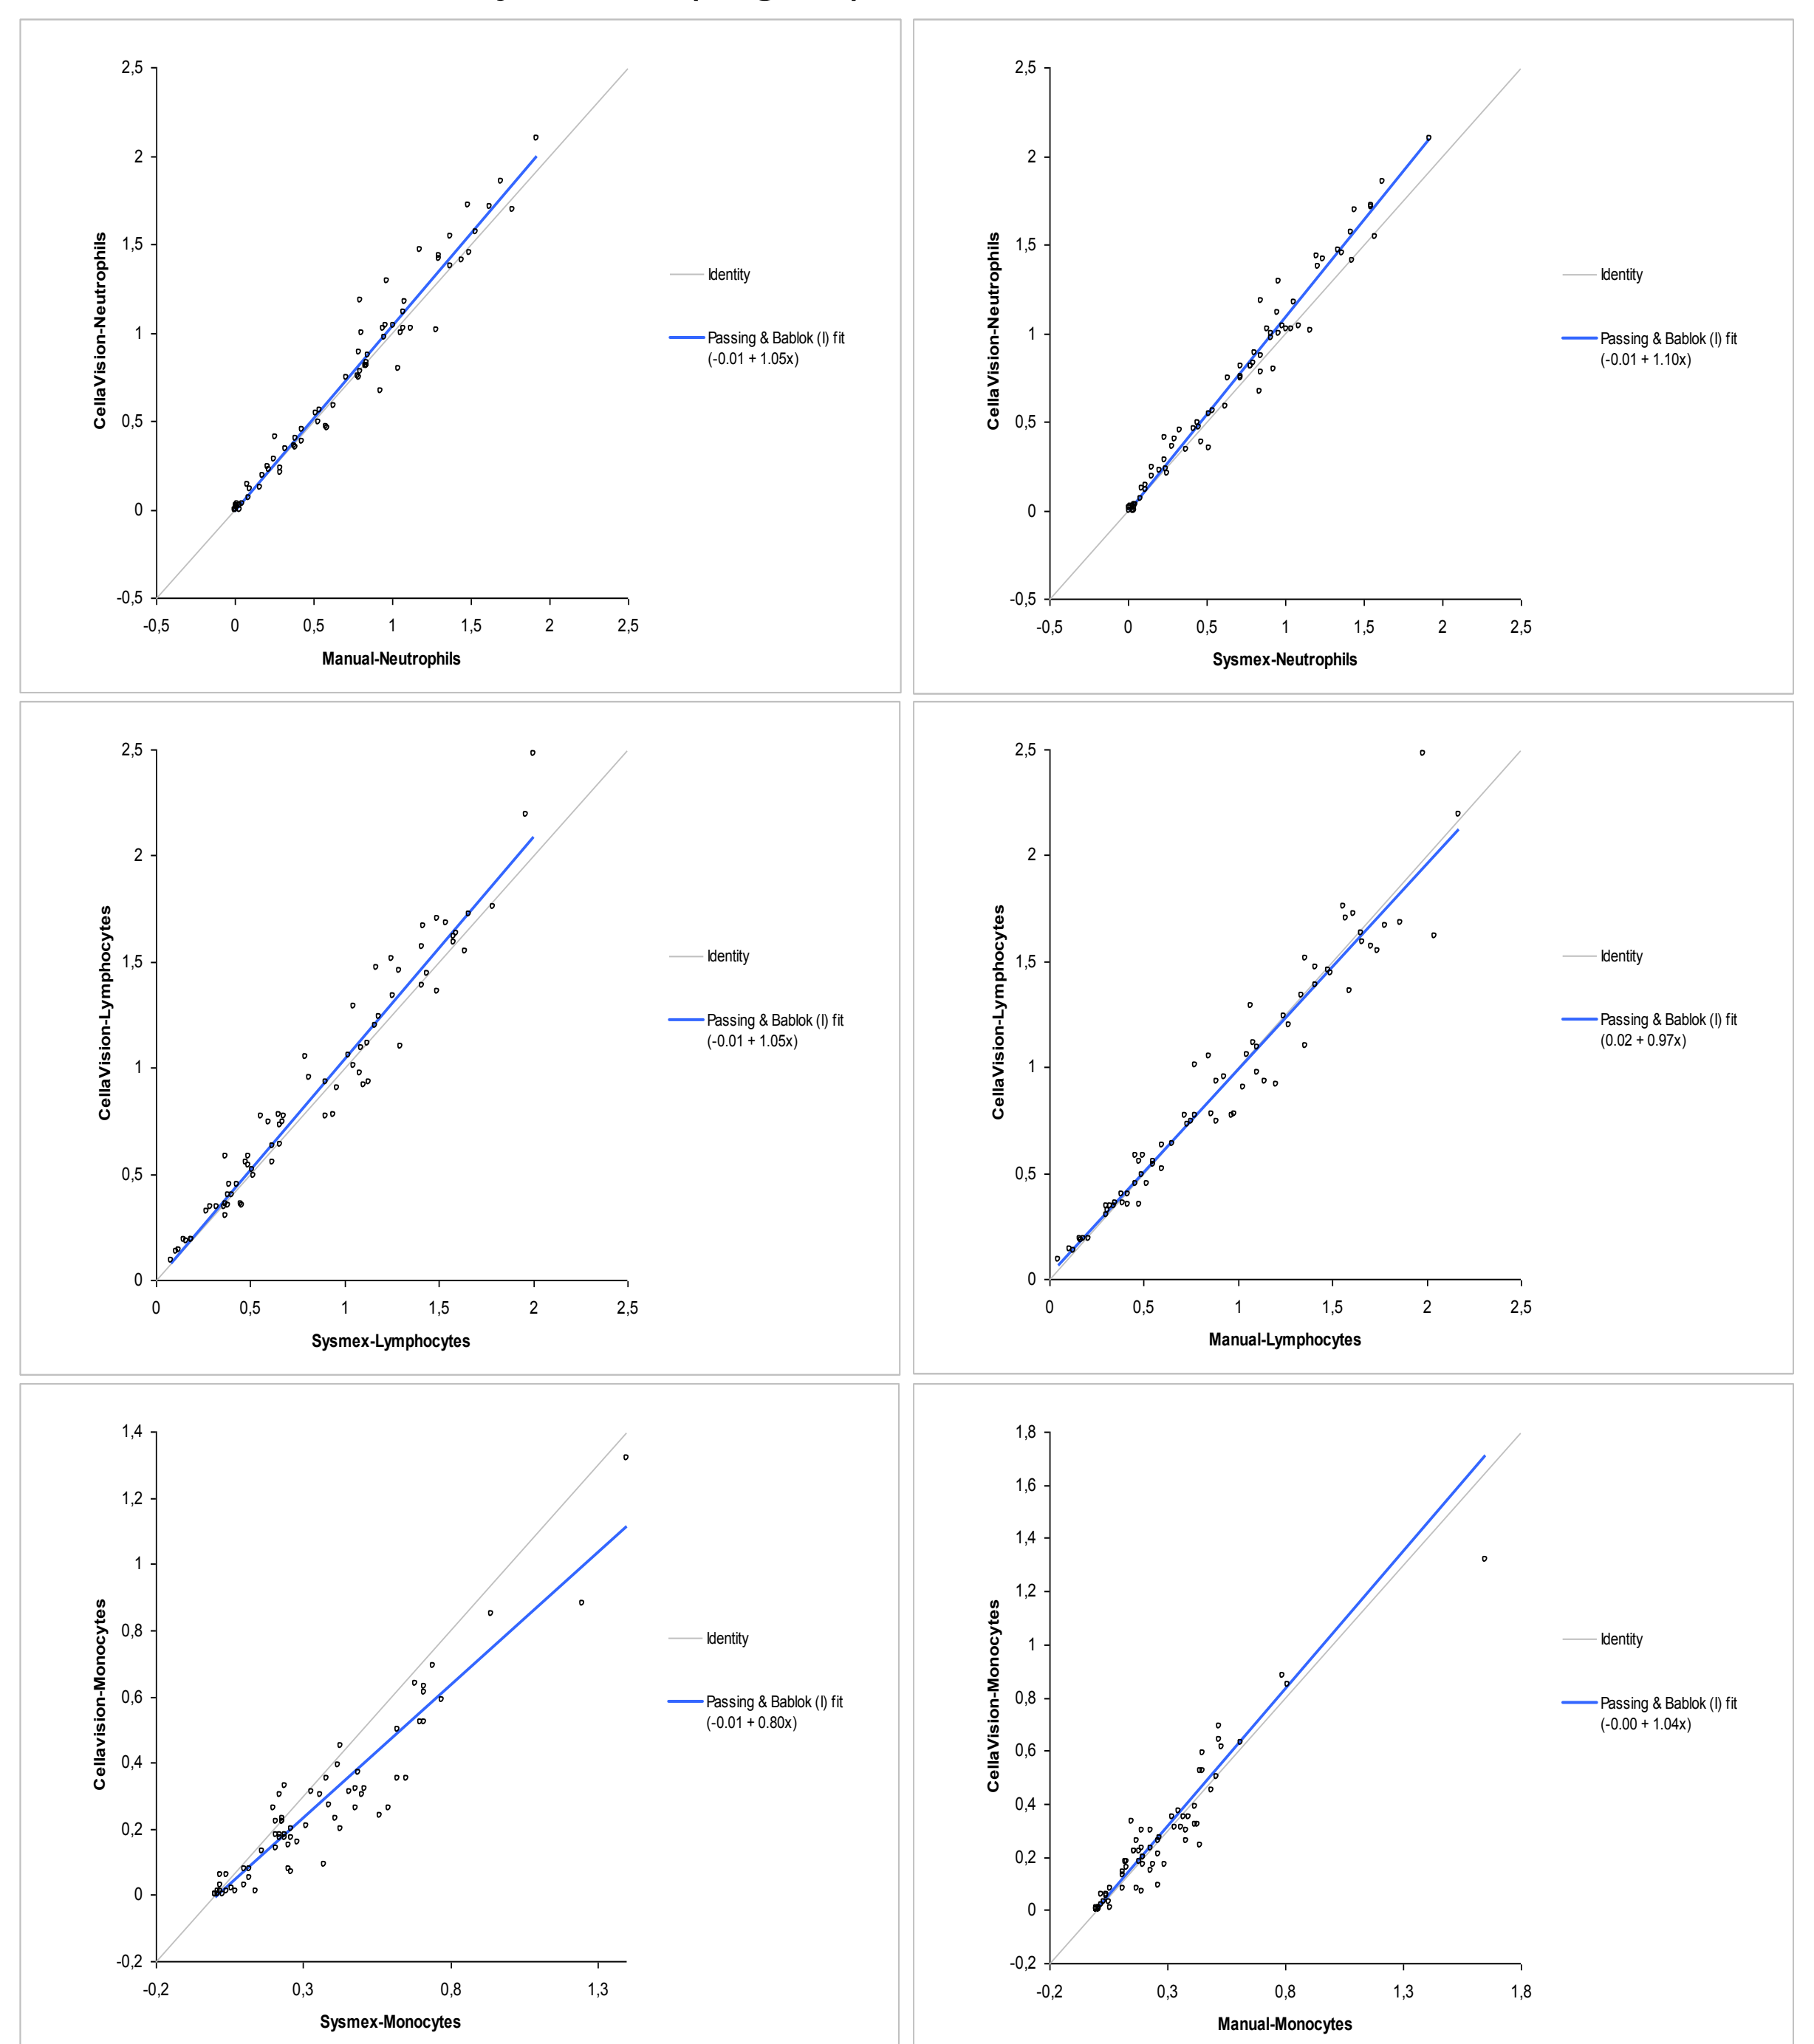 2,5
2
1,5
1
0,5
0
-0,5
-0,5 0 0,5 1 1,5 2 2,5
CellaVision-Neutrophils
Manual-Neutrophils
Identity
Passing & Bablok (I) fit
(-0.01 + 1.05x)
2,5
2
1,5
1
0,5
0
-0,5
-0,5 0 0,5 1 1,5 2 2,5
CellaVision-Neutrophils
Sysmex-Neutrophils
Identity
Passing & Bablok (I) fit
(-0.01 + 1.10x)
2,5
2
1,5
1
0,5
0
0 0,5 1 1,5 2 2,5
CellaVision-Lymphocytes
Sysmex-Lymphocytes
Identity
Passing & Bablok (I) fit
(-0.01 + 1.05x)
2,5
2
1,5
1
0,5
0
0 0,5 1 1,5 2 2,5
CellaVision-Lymphocytes
Manual-Lymphocytes
Identity
Passing & Bablok (I) fit
(0.02 + 0.97x)
1,4
1,2
1
0,8
0,6
0,4
0,2
0
-0,2
-0,2 0,3 0,8 1,3
Cellavision-Monocytes
Sysmex-Monocytes
Identity
Passing & Bablok (I) fit
(-0.01 + 0.80x)
1,8
1,6
1,4
1,2
1
0,8
0,6
0,4
0,2
0
-0,2
-0,2 0,3 0,8 1,3 1,8
CellaVision-Monocytes
Manual-Monocytes
Identity
Passing & Bablok (I) fit
(-0.00 + 1.04x)